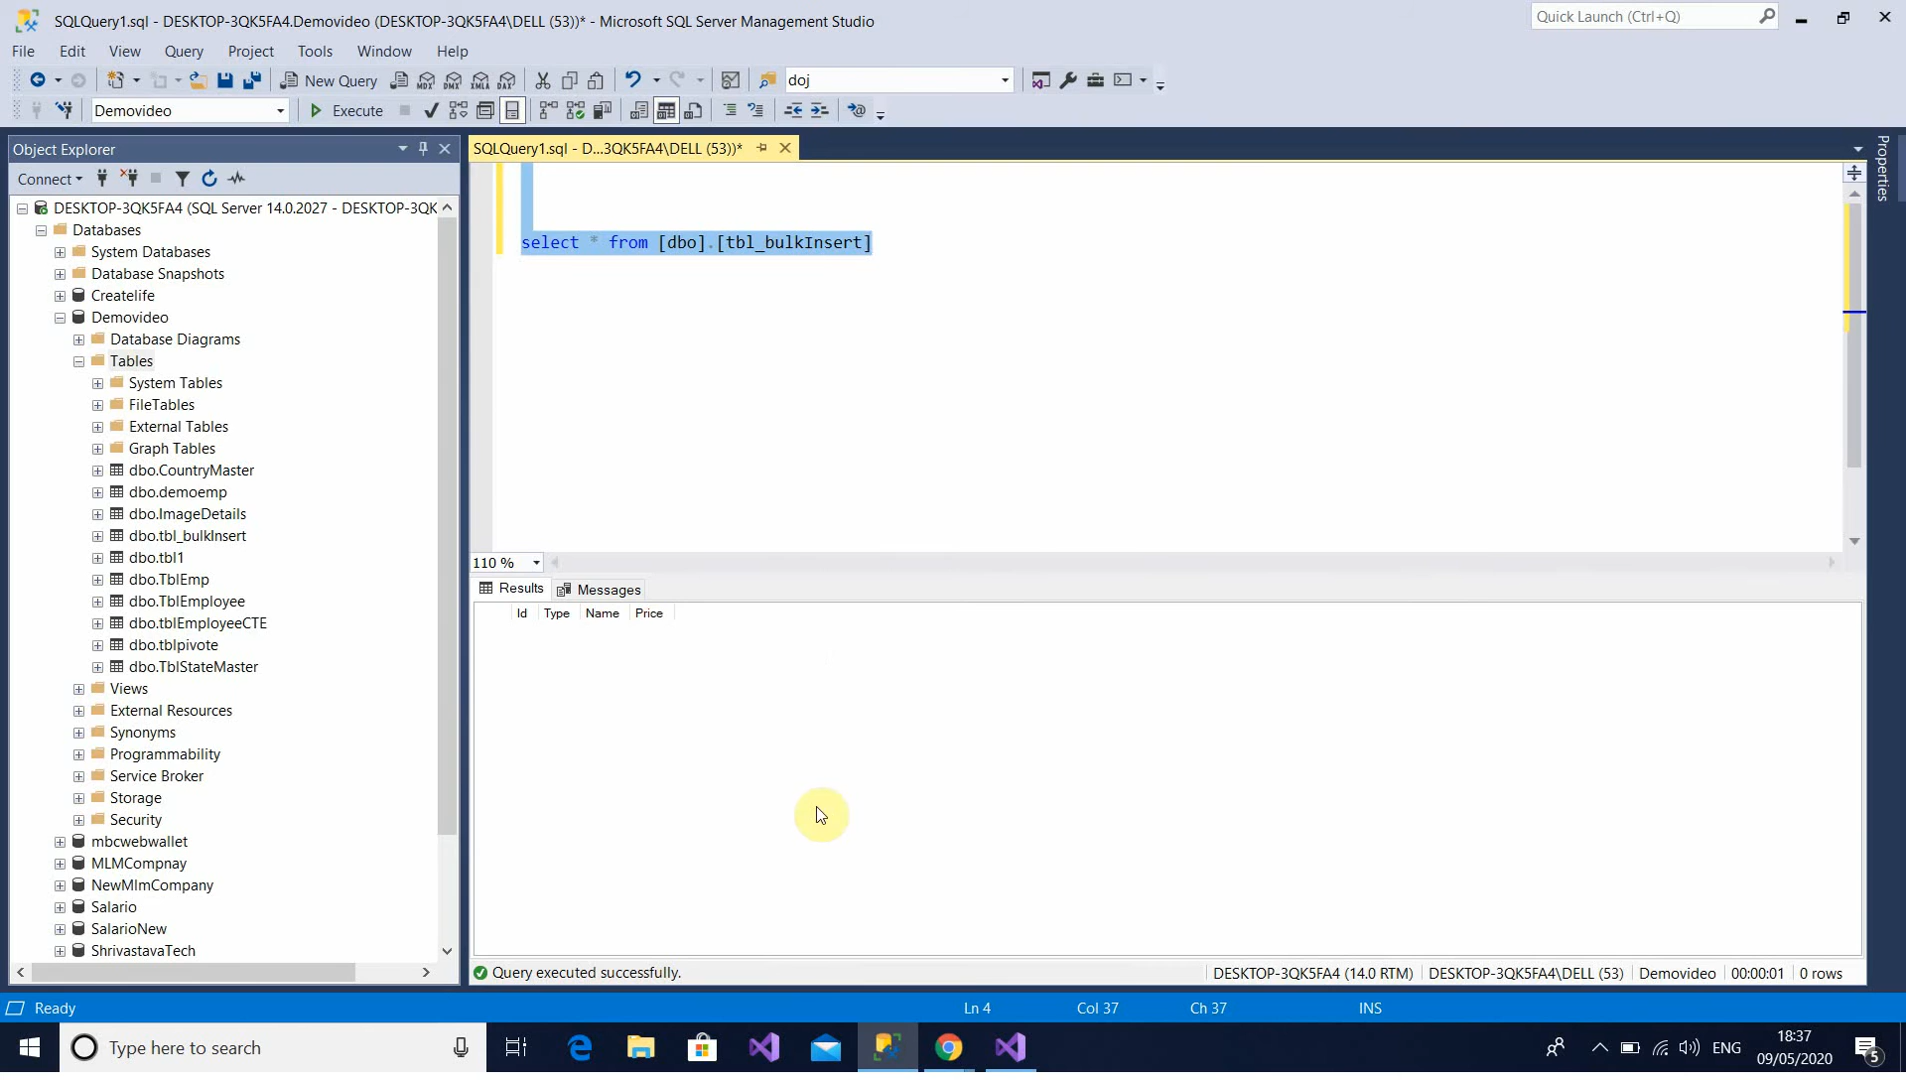 SQLQuery1.sql - DESKTOP-3QK5FA4.Demovideo (DESKTOP-3QK5FA4\DELL (53))* - Microsoft SQL Server Management Studio
Quick Launch (Ctrl+Q)
File Edit View Query Project Tools Window Help
New Query
MDX DMX XMLA DAX
doj
Demovideo
Execute
Object Explorer
SQLQuery1.sql - D...3QK5FA4\DELL (53))*
Properties
Connect
DESKTOP-3QK5FA4 (SQL Server 14.0.2027 - DESKTOP-3QK
Databases
System Databases
Database Snapshots
Createlife
Demovideo
Database Diagrams
Tables
System Tables
FileTables
External Tables
Graph Tables
dbo.CountryMaster
dbo.demoemp
dbo.ImageDetails
dbo.tbl_bulkInsert
dbo.tbl1
dbo.TblEmp
dbo.TblEmployee
dbo.tblEmployeeCTE
dbo.tblpivote
dbo.TblStateMaster
Views
External Resources
Synonyms
Programmability
Service Broker
Storage
Security
mbcwebwallet
MLMCompnay
NewMlmCompany
Salario
SalarioNew
ShrivastavaTech
select * from [dbo].[tbl_bulkInsert]
110 %
Results Messages
Id Type Name Price
Query executed successfully.
DESKTOP-3QK5FA4 (14.0 RTM) DESKTOP-3QK5FA4\DELL (53) Demovideo 00:00:01 0 rows
Ready Ln 4 Col 37 Ch 37 INS
Type here to search
ENG
18:37
09/05/2020
5